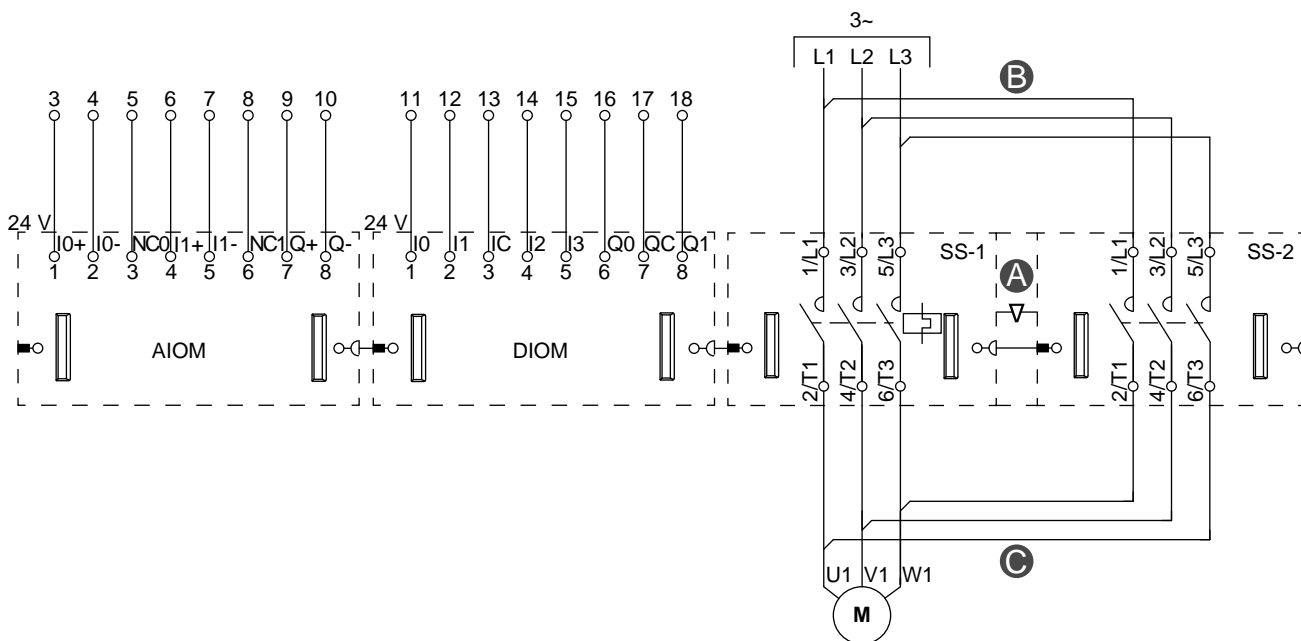 3~
L1 L2 L3
B
3 4 5 6 7 8 9 10 11 12 13 14 15 16 17 18
24 V 24 V
I0+ I0- NC0 I1+ I1- NC1 Q+ Q- I0 I1 IC I2 I3 Q0 QC Q1
1/L1 3/L2 5/L3 SS-1 1/L1 3/L2 5/L3 SS-2
1 2 3 4 5 6 7 8 1 2 3 4 5 6 7 8
A
AIOM DIOM
2/T1 4/T2 6/T3 2/T1 4/T2 6/T3
C
U1 V1 W1
M